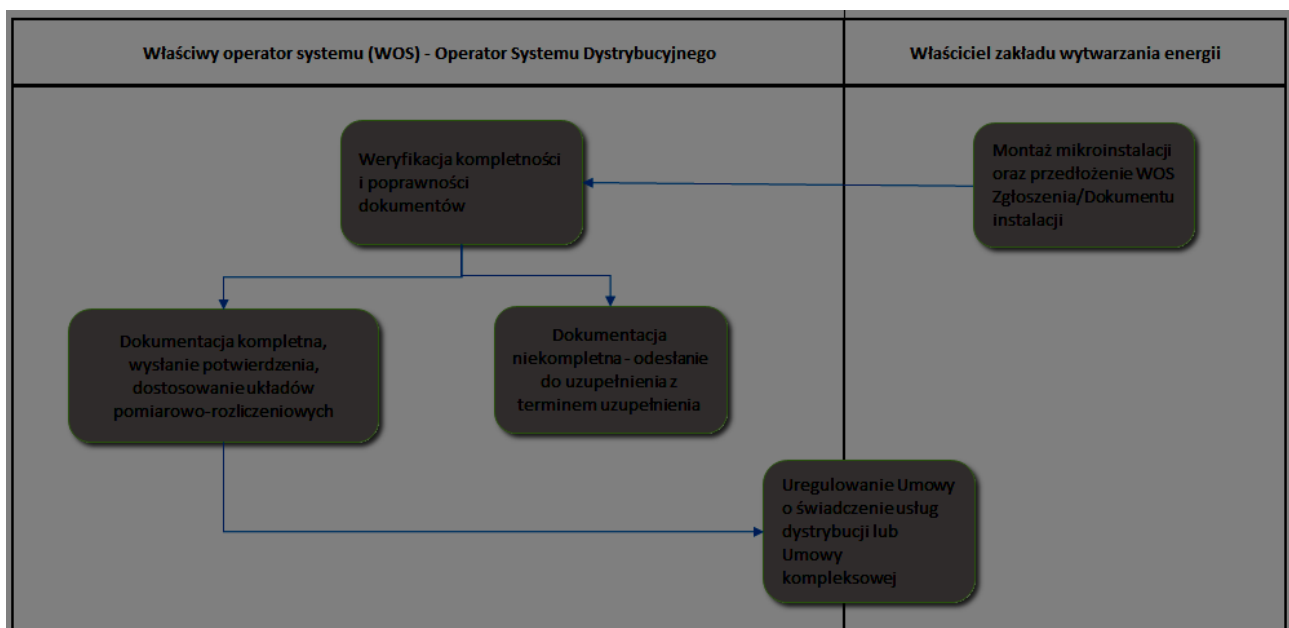 Właściwy operator systemu (WOS) - Operator Systemu Dystrybucyjnego
Właściciel zakładu wytwarzania energii
Weryfikacja kompletności
i poprawności
dokumentów
Montaż mikroinstalacji
oraz przedłożenie WOS
Zgłoszenia/Dokumentu
instalacji
Dokumentacja kompletna,
wysłanie potwierdzenia,
dostosowanie układów
pomiarowo-rozliczeniowych
Dokumentacja
niekompletna - odesłanie
do uzupełnienia z
terminem uzupełnienia
Uregulowanie Umowy
o świadczenie usług
dystrybucji lub
Umowy
kompleksowej